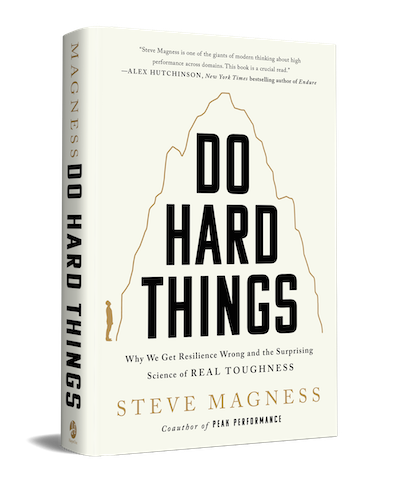 "Steve Magness is one of the giants of modern thinking about high
performance across domains. This book is a crucial read."
—ALEX HUTCHINSON, New York Times bestselling author of Endure
DO
HARD
THINGS
Why We Get Resilience Wrong and the Surprising
Science of REAL TOUGHNESS
STEVE MAGNESS
Coauthor of PEAK PERFORMANCE
MAGNESS
DO HARD THINGS